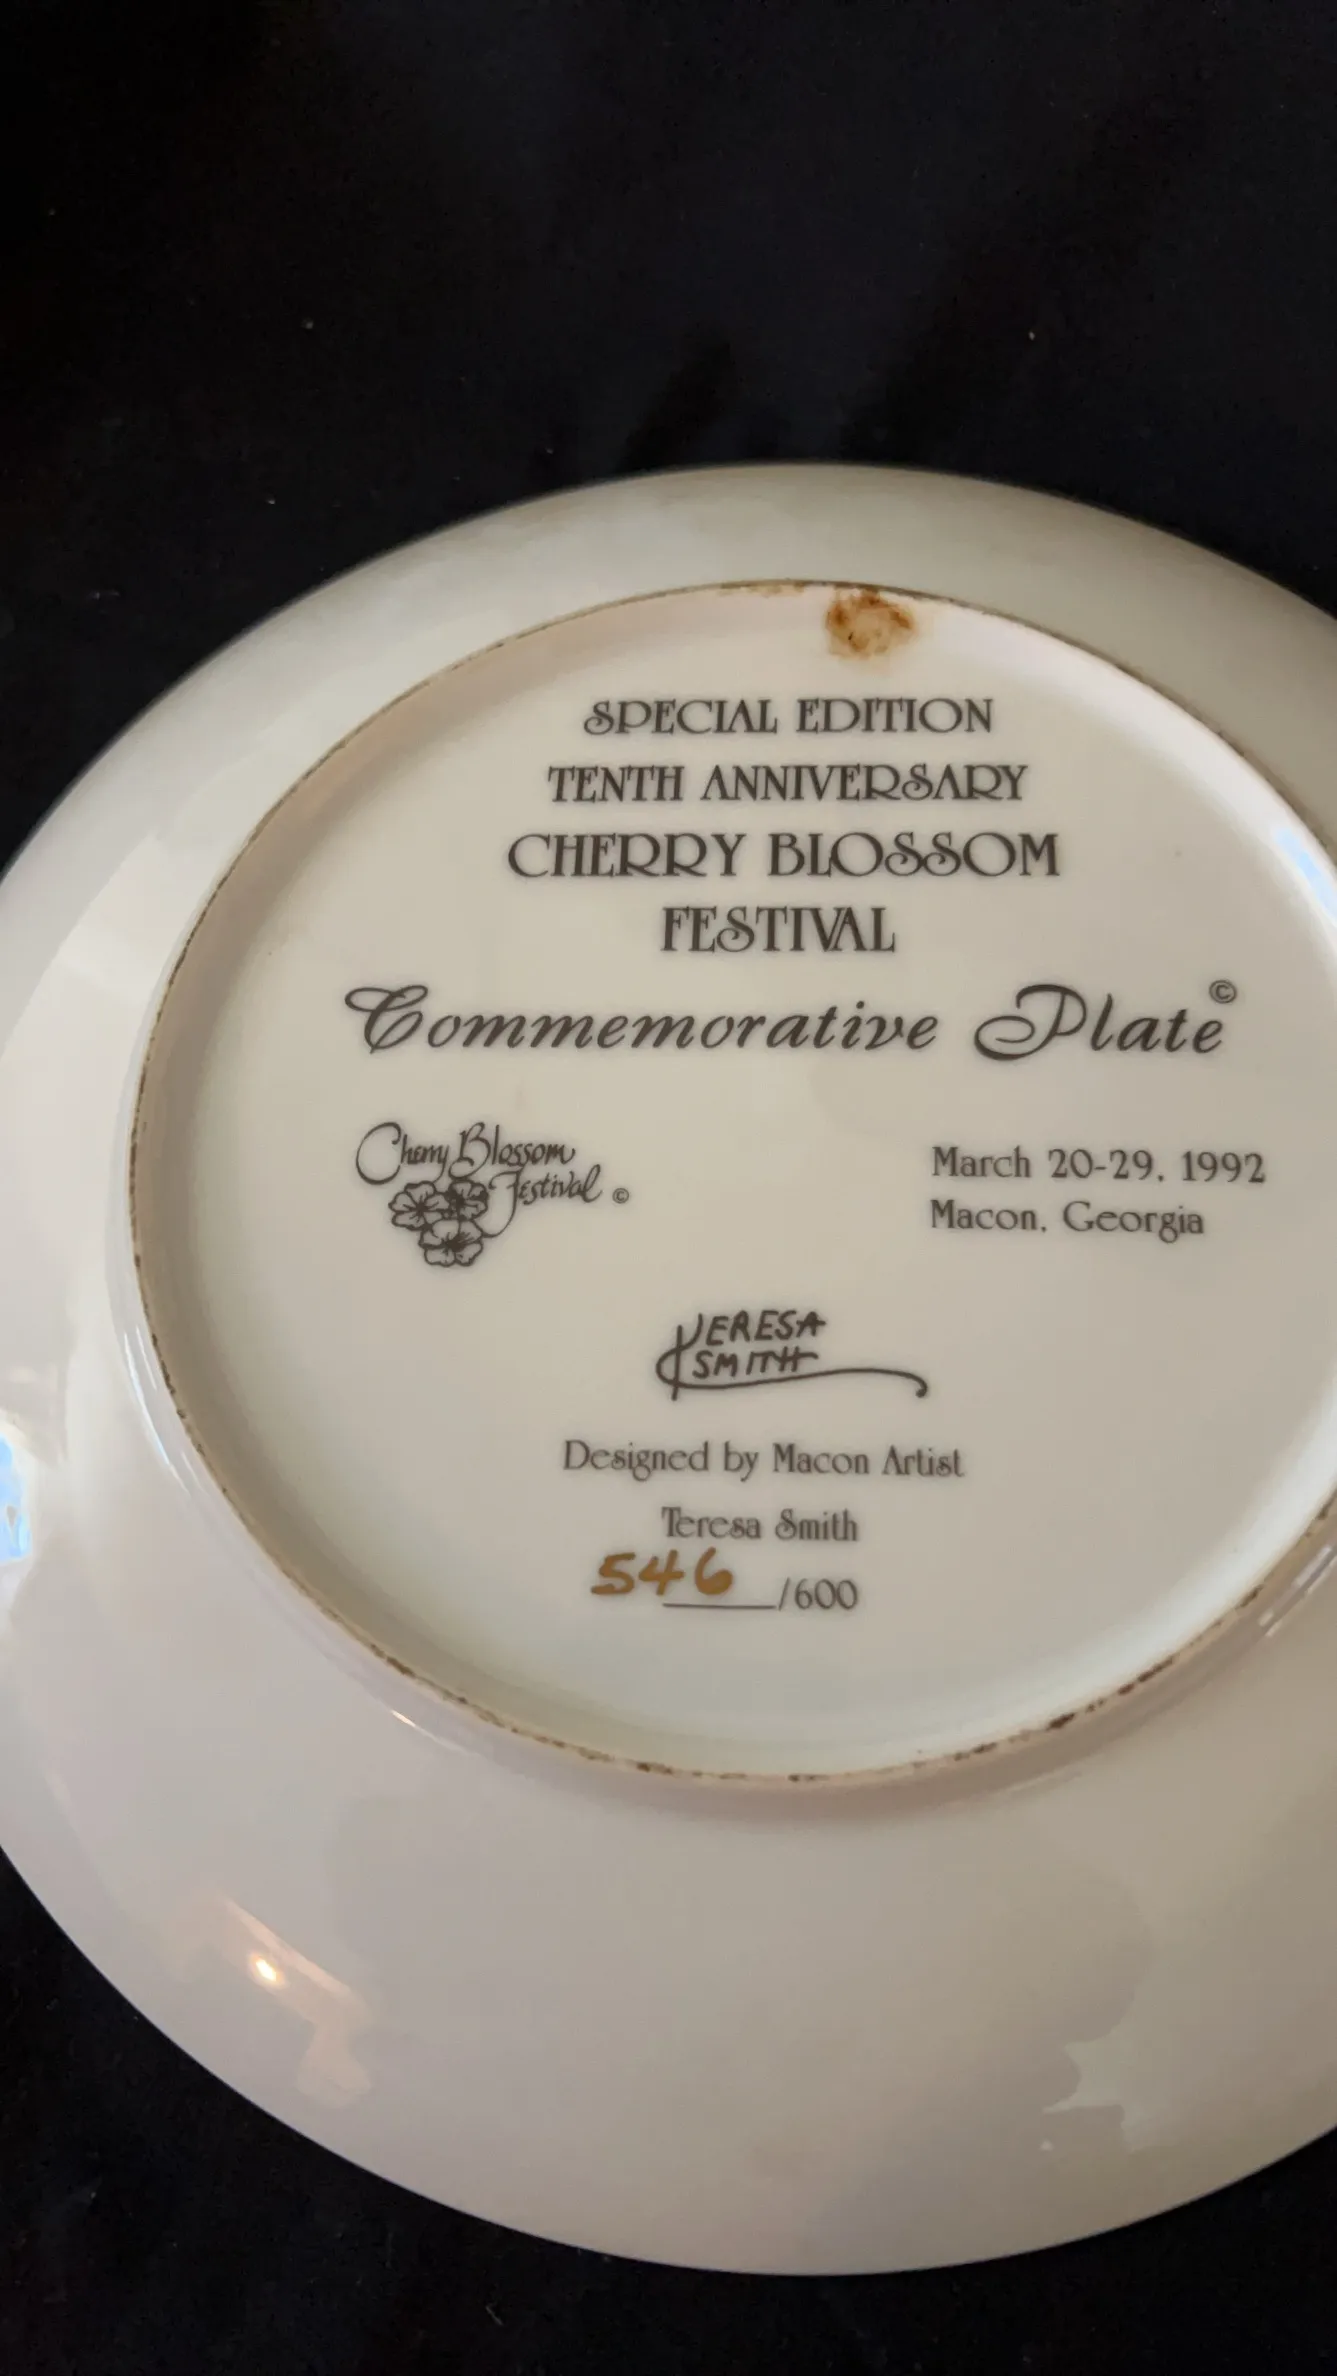 SPECIAL EDITION
TENTH ANNIVERSARY
CHERRY BLOSSOM
FESTIVAL
Commemorative Plate©
Cherry Blossom
Festival ©
March 20-29, 1992
Macon, Georgia
TERESA
SMITH
Designed by Macon Artist
Teresa Smith
546/600